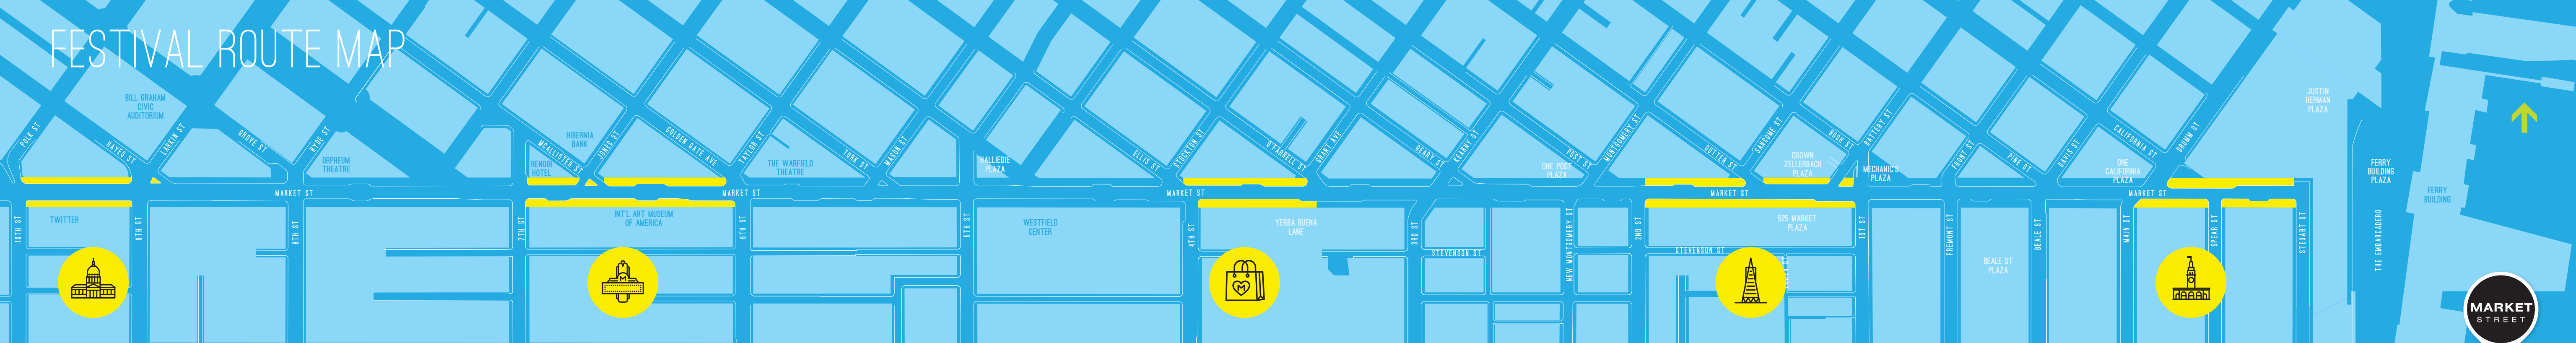 FESTIVAL ROUTE MAP
BILL GRAHAM
CIVIC
AUDITORIUM
POLK ST
HAYES ST
LARKIN ST
GROVE ST
HYDE ST
ORPHEUM
THEATRE
RENOIR
HOTEL
MCALLISTER ST
HIBERNIA
BANK
JONES ST
GOLDEN GATE AVE
TAYLOR ST
THE WARFIELD
THEATRE
TURK ST
MASON ST
HALLIEDIE
PLAZA
ELLIS ST
STOCKTON ST
O'FARRELL ST
GRANT AVE
GEARY ST
KEARNY ST
ONE POST
PLAZA
POST ST
MONTGOMERY ST
SUTTER ST
SANSOME ST
CROWN
ZELLERBACH
PLAZA
BUSH ST
BATTERY ST
MECHANIC'S
PLAZA
FRONT ST
PINE ST
DAVIS ST
CALIFORNIA ST
ONE
CALIFORNIA
PLAZA
DRUMM ST
JUSTIN
HERMAN
PLAZA
FERRY
BUILDING
PLAZA
FERRY
BUILDING
MARKET ST
MARKET ST
MARKET ST
MARKET ST
MARKET ST
10TH ST
TWITTER
9TH ST
8TH ST
7TH ST
INT'L ART MUSEUM
OF AMERICA
6TH ST
5TH ST
WESTFIELD
CENTER
4TH ST
YERBA BUENA
LANE
3RD ST
STEVENSON ST
NEW MONTGOMERY ST
2ND ST
STEVENSON ST
525 MARKET
PLAZA
1ST ST
FREMONT ST
BEALE ST
PLAZA
BEALE ST
MAIN ST
SPEAR ST
STEUART ST
THE EMBARCADERO
M
M
MARKET
STREET